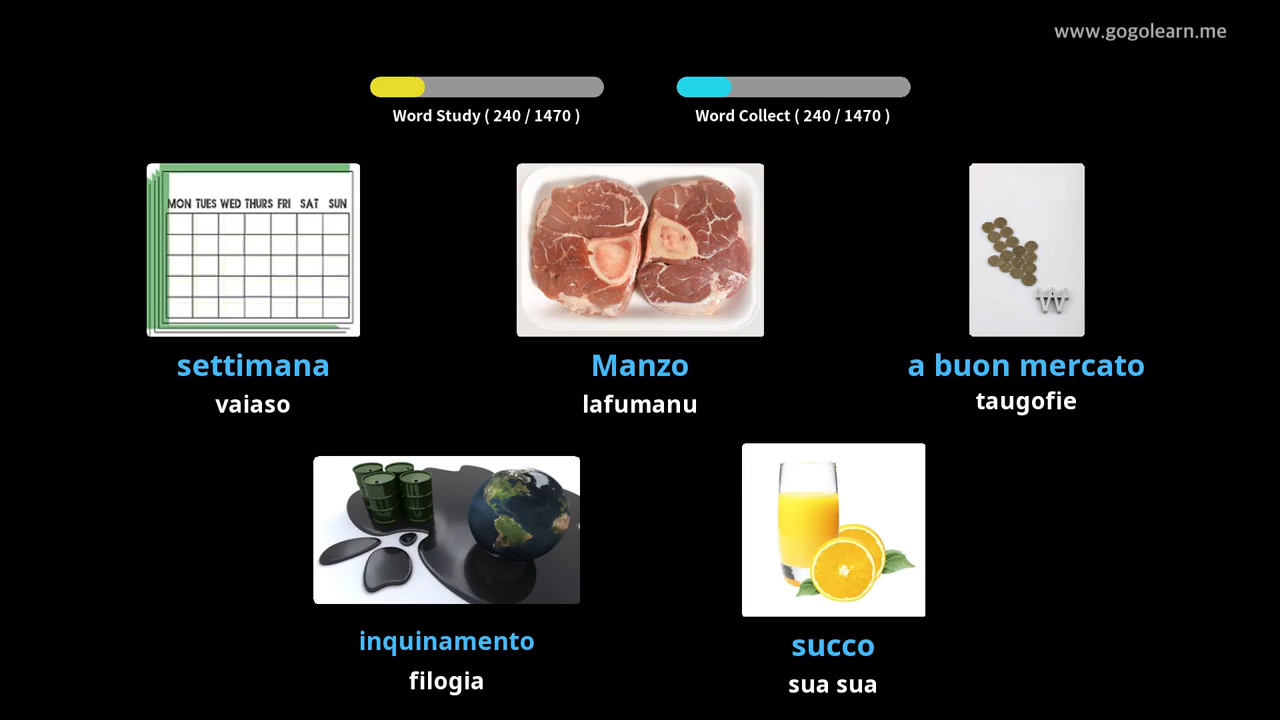 www.gogolearn.me
Word Study ( 240 / 1470 )
Word Collect ( 240 / 1470 )
MON TUES WED THURS FRI SAT SUN
settimana
vaiaso
Manzo
lafumanu
₩
a buon mercato
taugofie
inquinamento
filogia
succo
sua sua